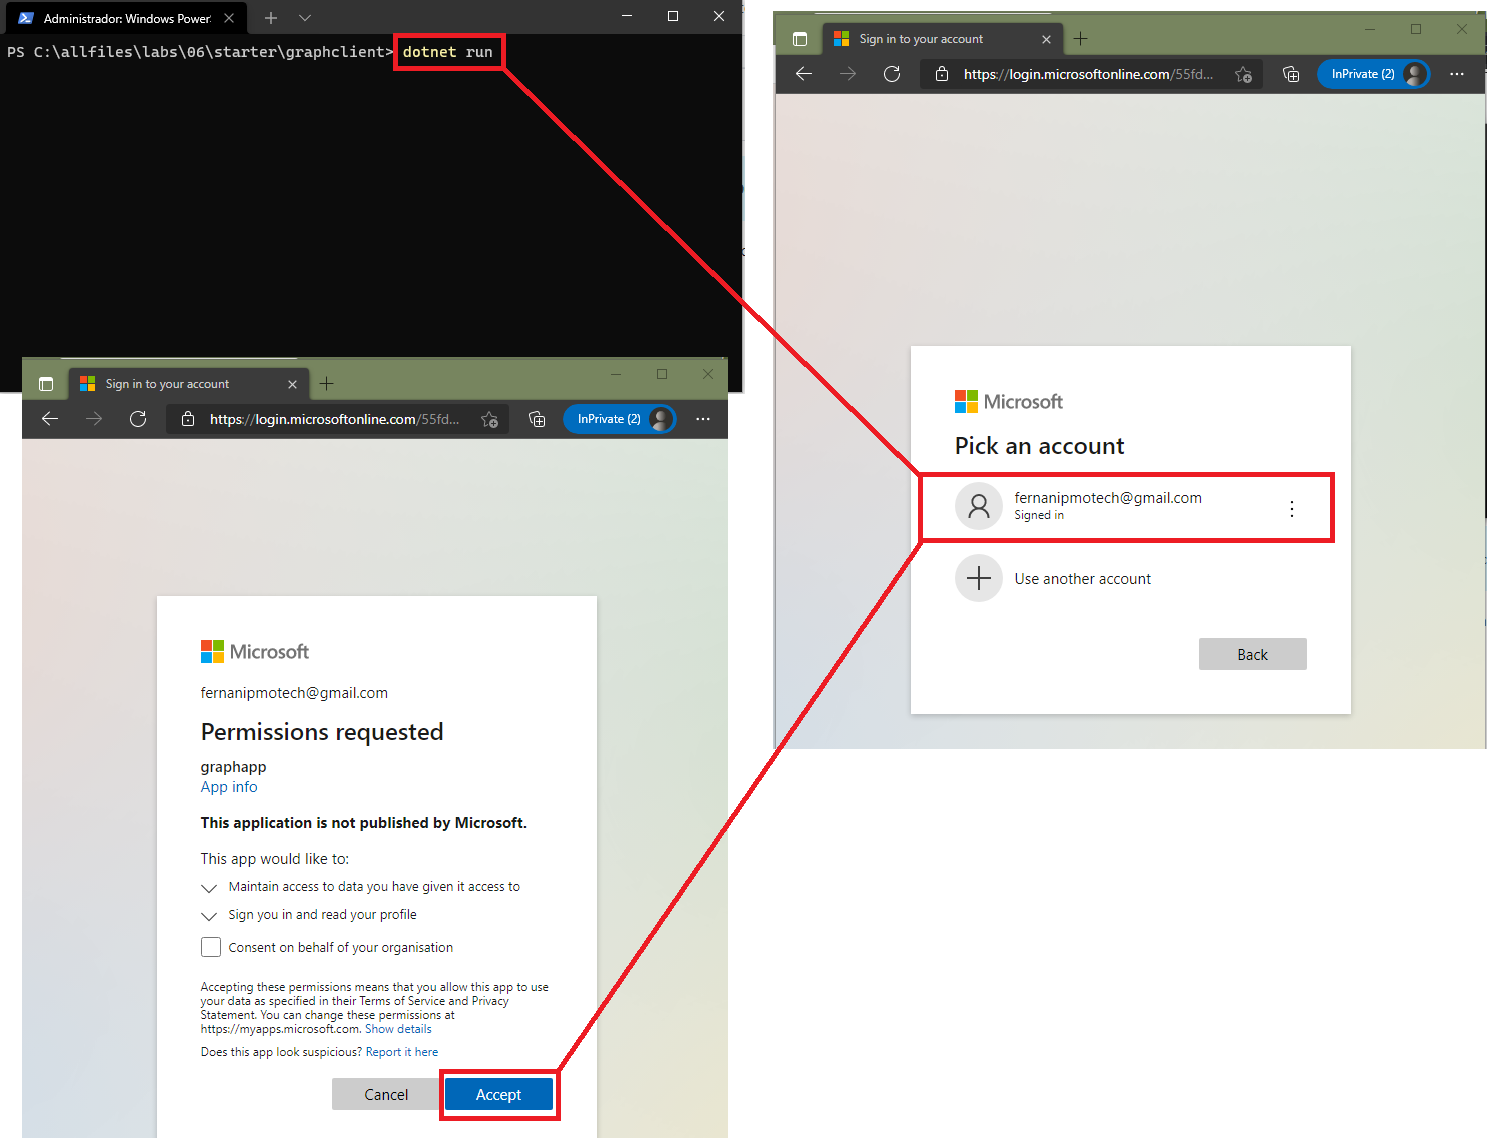 Administrador: Windows PowerS
PS C:\allfiles\labs\06\starter\graphclient> dotnet run
Sign in to your account
https://login.microsoftonline.com/55fd...
InPrivate (2)
Microsoft
Pick an account
fernanipmotech@gmail.com
Signed in
Use another account
Back
Sign in to your account
https://login.microsoftonline.com/55fd...
InPrivate (2)
Microsoft
fernanipmotech@gmail.com
Permissions requested
graphapp
App info
This application is not published by Microsoft.
This app would like to:
Maintain access to data you have given it access to
Sign you in and read your profile
Consent on behalf of your organisation
Accepting these permissions means that you allow this app to use
your data as specified in their Terms of Service and Privacy
Statement. You can change these permissions at
https://myapps.microsoft.com. Show details
Does this app look suspicious? Report it here
Cancel
Accept